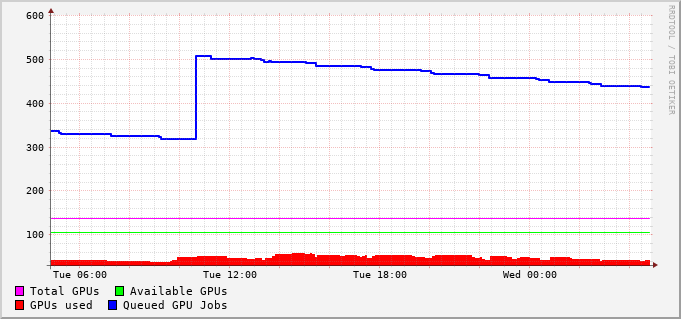 600
500
400
300
200
100
Tue 06:00 Tue 12:00 Tue 18:00 Wed 00:00
Total GPUs Available GPUs
GPUs used Queued GPU Jobs
RRDTOOL / TOBI OETIKER